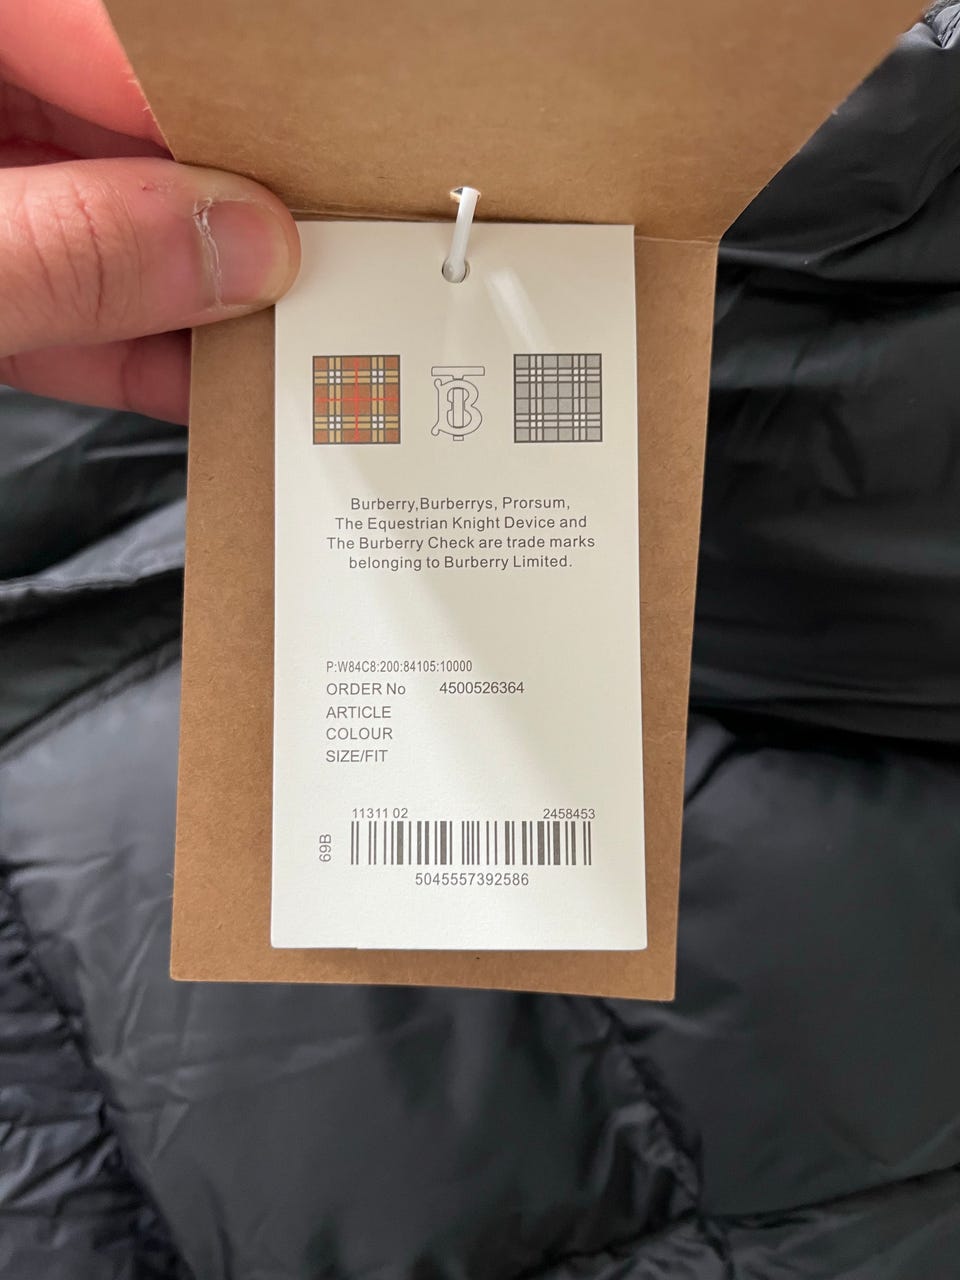 Burberry,Burberrys, Prorsum,
The Equestrian Knight Device and
The Burberry Check are trade marks
belonging to Burberry Limited.
P:W84C8:200:84105:10000
ORDER No 4500526364
ARTICLE
COLOUR
SIZE/FIT
11311 02 2458453
69B
5045557392586